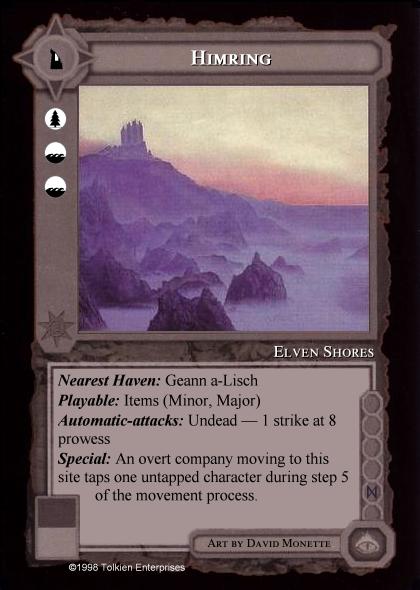 HIMRING
ELVEN SHORES
Nearest Haven: Geann a-Lisch
Playable: Items (Minor, Major)
Automatic-attacks: Undead — 1 strike at 8
prowess
Special: An overt company moving to this
site taps one untapped character during step 5
of the movement process.
ART BY DAVID MONETTE
©1998 Tolkien Enterprises